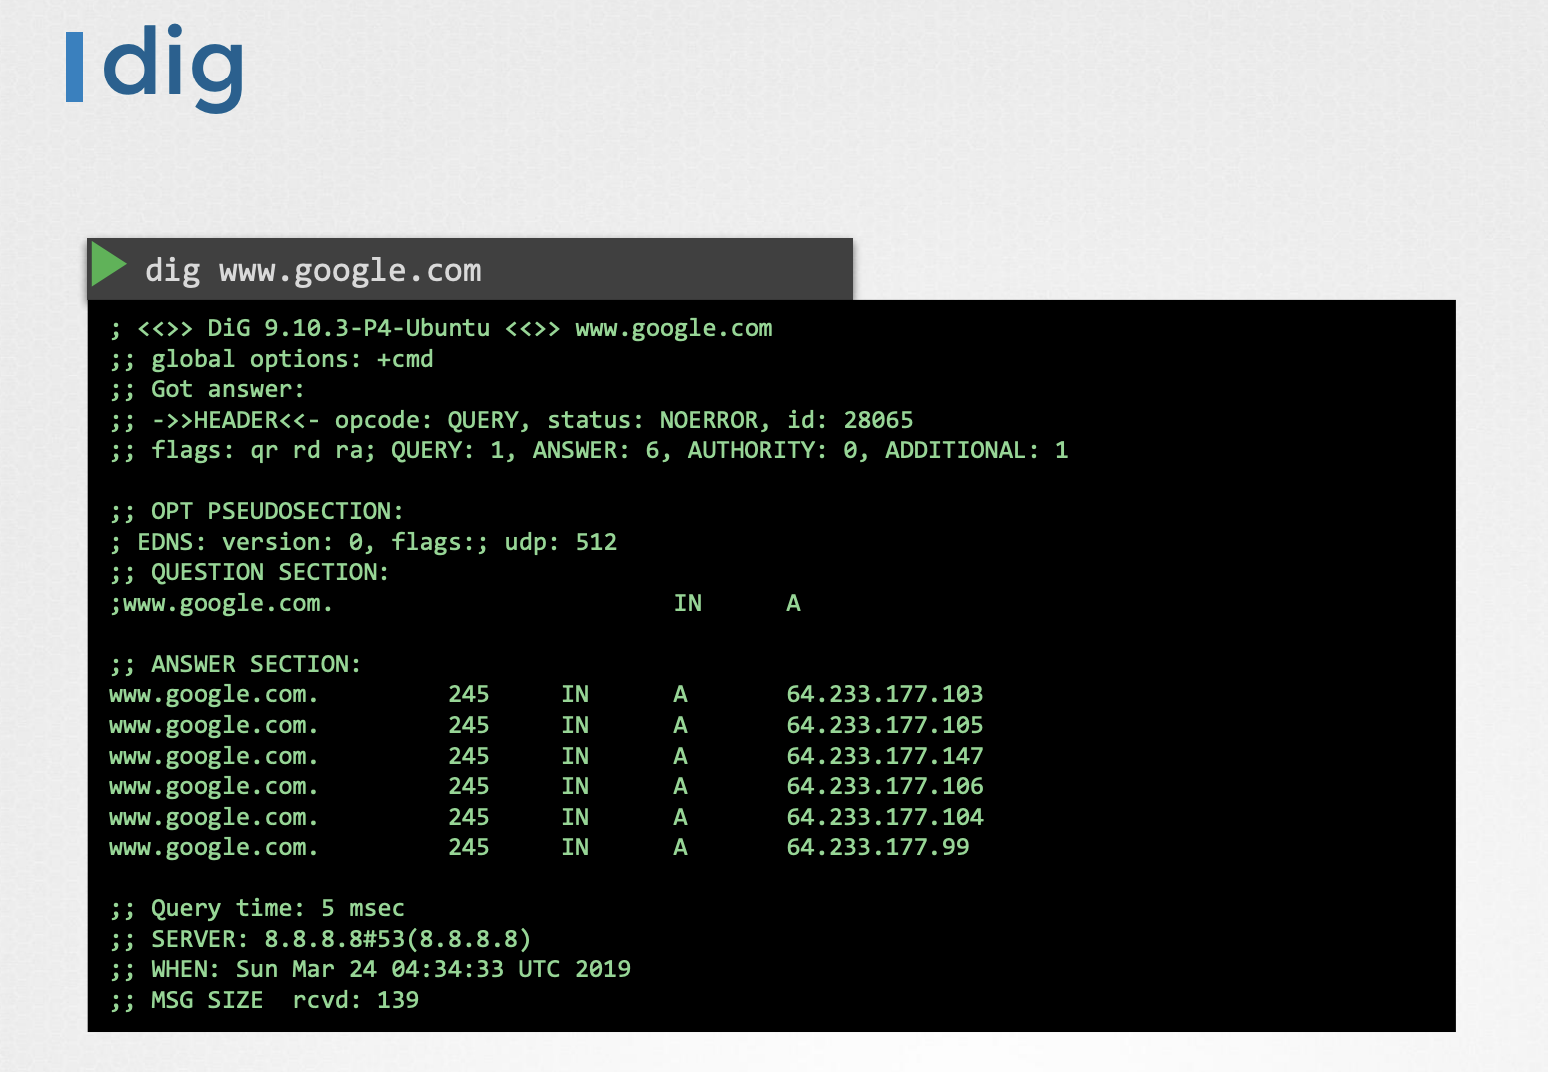 dig
dig www.google.com
; <<>> DiG 9.10.3-P4-Ubuntu <<>> www.google.com
;; global options: +cmd
;; Got answer:
;; ->>HEADER<<- opcode: QUERY, status: NOERROR, id: 28065
;; flags: qr rd ra; QUERY: 1, ANSWER: 6, AUTHORITY: 0, ADDITIONAL: 1
;; OPT PSEUDOSECTION:
; EDNS: version: 0, flags:; udp: 512
;; QUESTION SECTION:
;www.google.com. IN A
;; ANSWER SECTION:
www.google.com. 245 IN A 64.233.177.103
www.google.com. 245 IN A 64.233.177.105
www.google.com. 245 IN A 64.233.177.147
www.google.com. 245 IN A 64.233.177.106
www.google.com. 245 IN A 64.233.177.104
www.google.com. 245 IN A 64.233.177.99
;; Query time: 5 msec
;; SERVER: 8.8.8.8#53(8.8.8.8)
;; WHEN: Sun Mar 24 04:34:33 UTC 2019
;; MSG SIZE  rcvd: 139